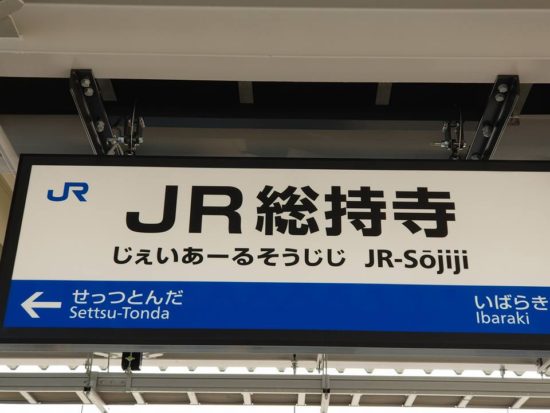 JR
JR総持寺
じぇいあーるそうじじ JR-Sōjiji
せっつとんだ
Settsu-Tonda
いばらき
Ibaraki